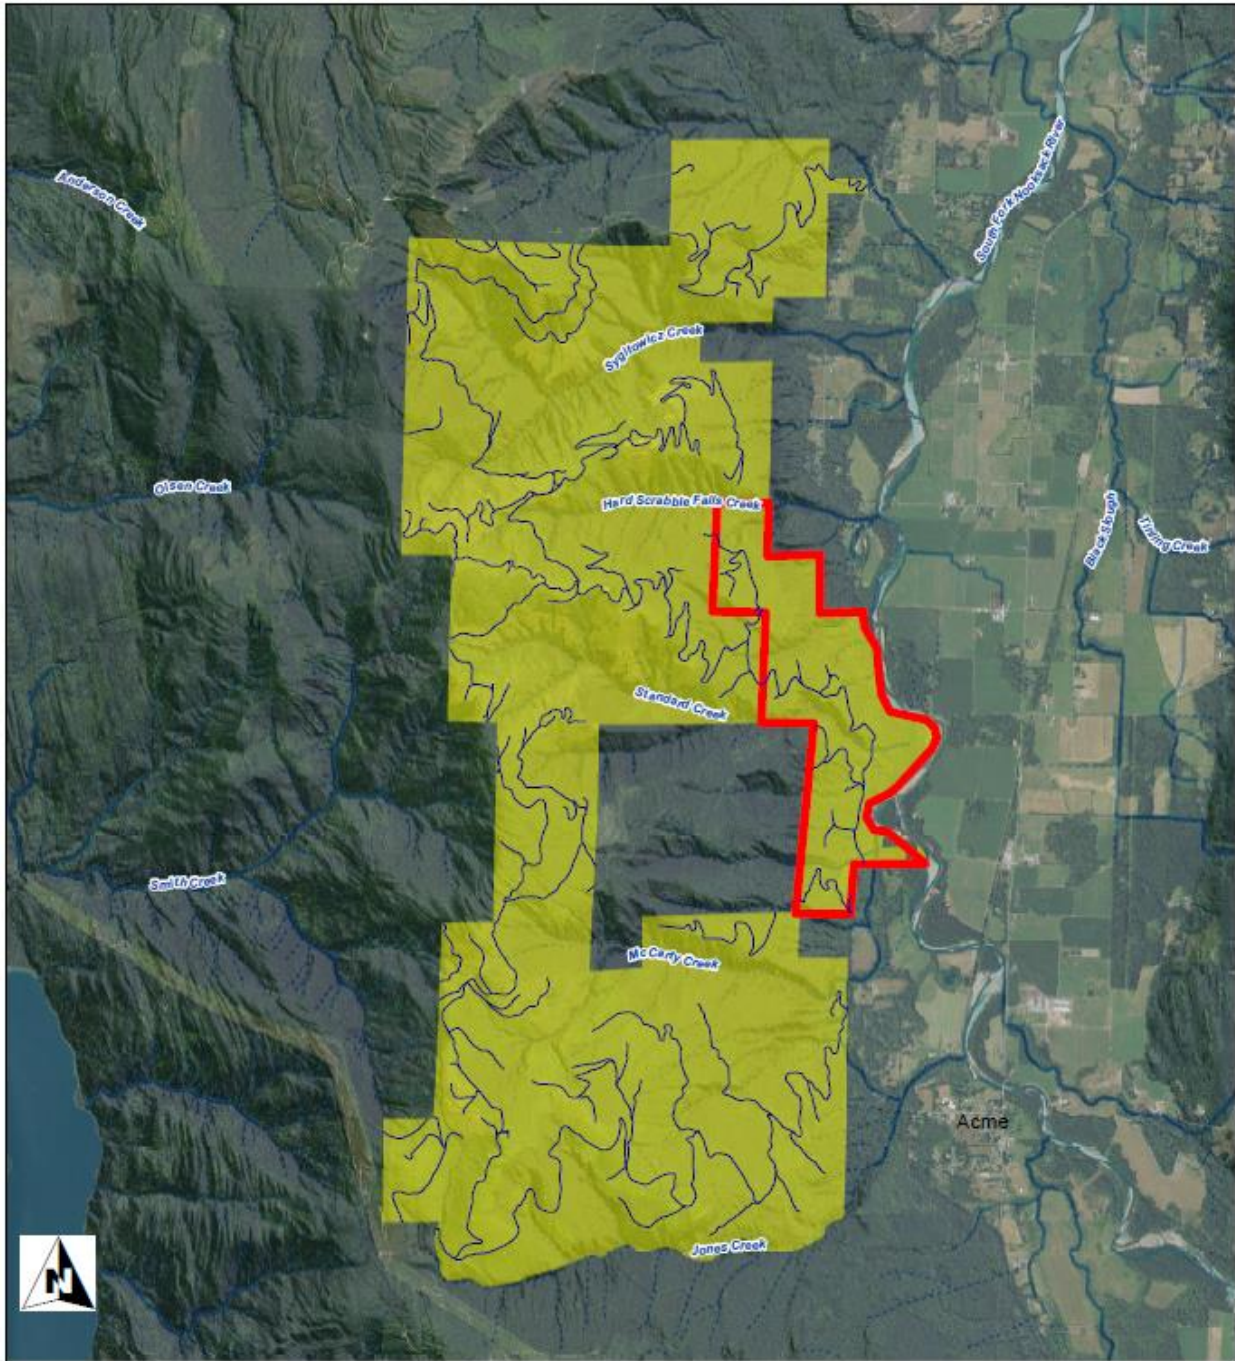 Anderson Creek
South Fork Nooksack River
Sygitowicz Creek
Olsen Creek
Hard Scrabble Falls Creek
Black Slough
Tinling Creek
Standard Creek
Smith Creek
McCarty Creek
Acme
Jones Creek
N